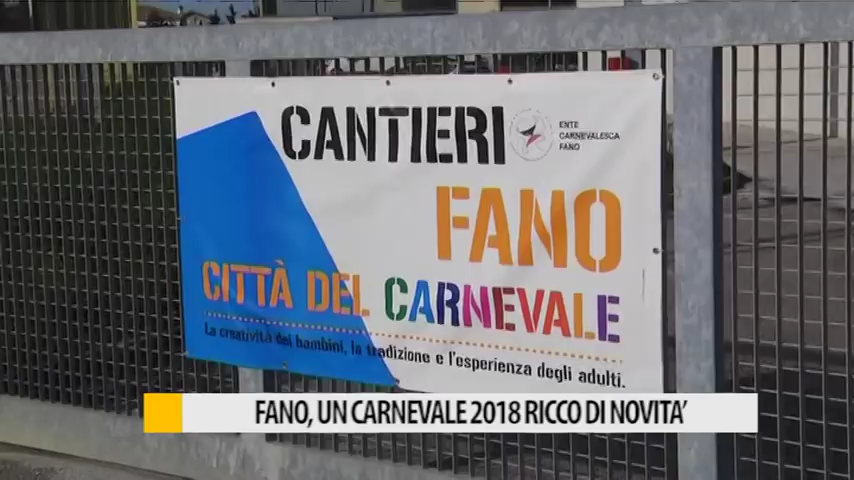 CANTIERI
ENTE
CARNEVALESCA
FANO
FANO
CITTÀ DEL CARNEVALE
La creatività dei bambini, la tradizione e l'esperienza degli adulti.
FANO, UN CARNEVALE 2018 RICCO DI NOVITA'